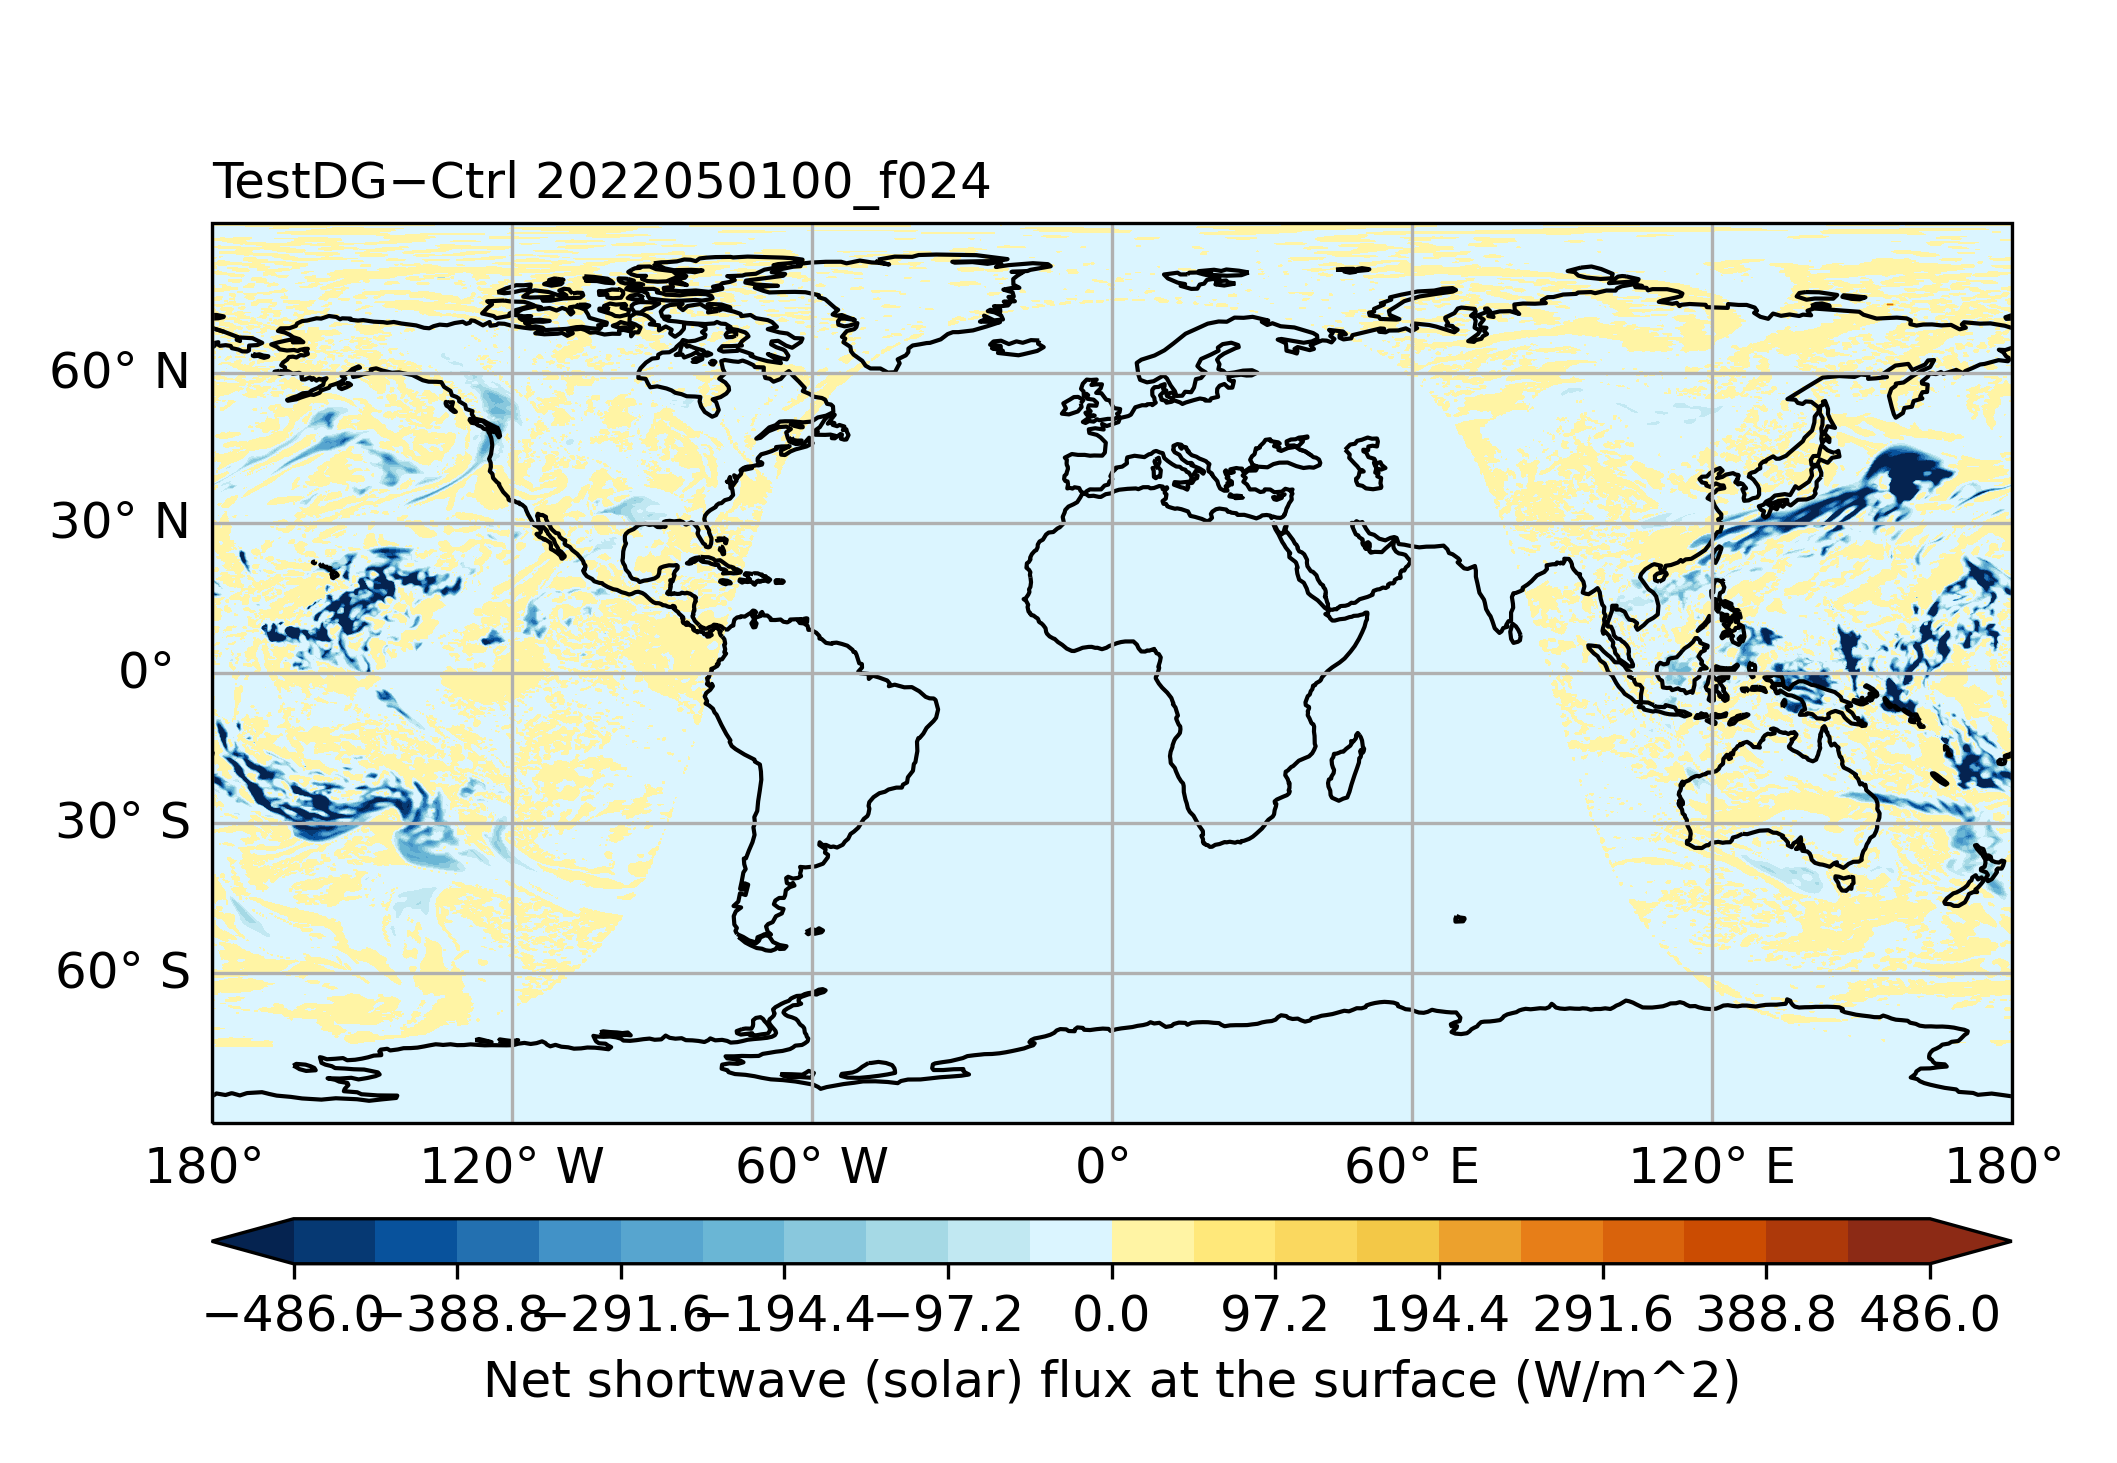 TestDG−Ctrl 2022050100_f024
60° N
30° N
0°
30° S
60° S
180° 120° W 60° W 0° 60° E 120° E 180°
−486.0 −388.8 −291.6 −194.4 −97.2 0.0 97.2 194.4 291.6 388.8 486.0
Net shortwave (solar) flux at the surface (W/m^2)